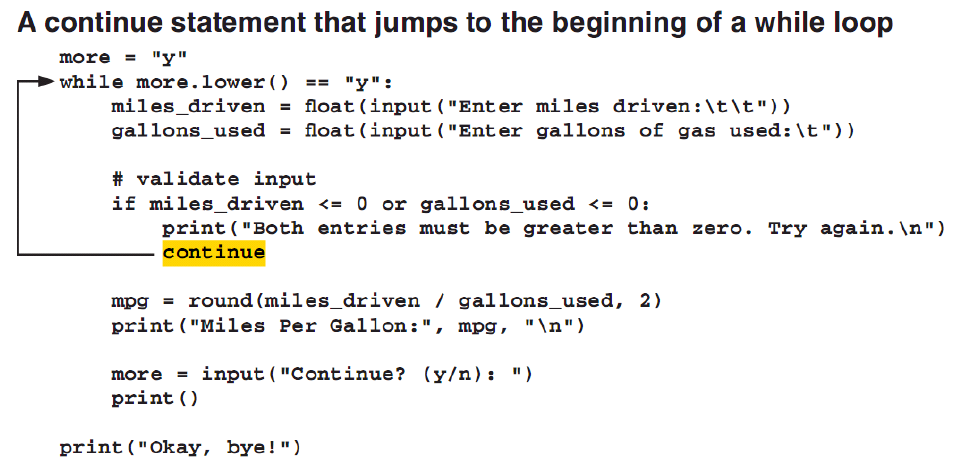 A continue statement that jumps to the beginning of a while loop
more = "y"
while more.lower() == "y":
miles_driven = float(input("Enter miles driven:\t\t"))
gallons_used = float(input("Enter gallons of gas used:\t"))
# validate input
if miles_driven <= 0 or gallons_used <= 0:
print("Both entries must be greater than zero. Try again.\n")
continue
mpg = round(miles_driven / gallons_used, 2)
print("Miles Per Gallon:", mpg, "\n")
more = input("Continue? (y/n): ")
print()
print("Okay, bye!")